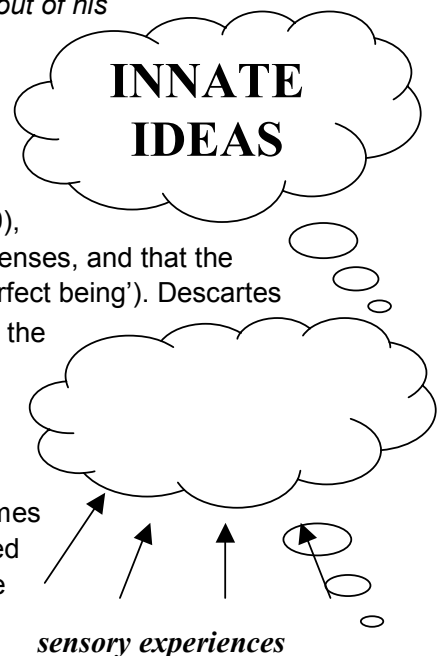 out of his
INNATE
IDEAS
),
enses, and that the
rfect being’). Descartes
the
mes
ed
e
sensory experiences